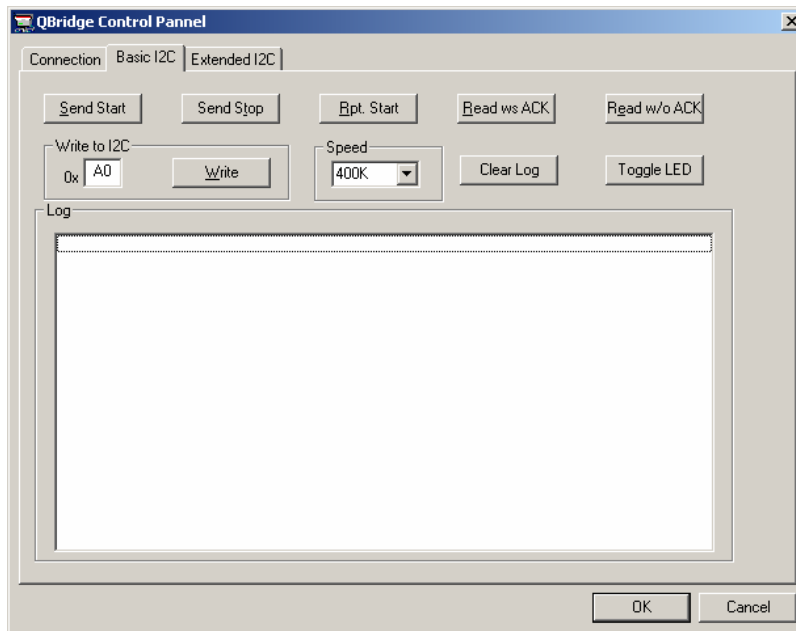 QBridge Control Pannel
Connection Basic I2C Extended I2C
Send Start Send Stop Rpt. Start Read ws ACK Read w/o ACK
Write to I2C Speed
0x A0 Write 400K Clear Log Toggle LED
Log
OK Cancel